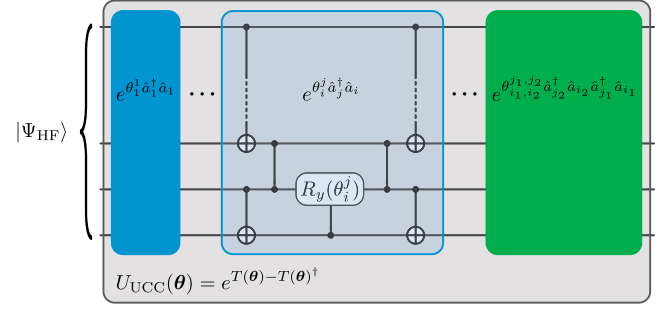 |Ψ_HF⟩
e^{θ_1^1 â_1^† â_1}
···
e^{θ_i^j â_j^† â_i}
R_y(θ_i^j)
···
e^{θ_{i_1,i_2}^{j_1,j_2} â_{j_2}^† â_{i_2} â_{j_1}^† â_{i_1}}
U_UCC(θ) = e^{T(θ)−T(θ)^†}